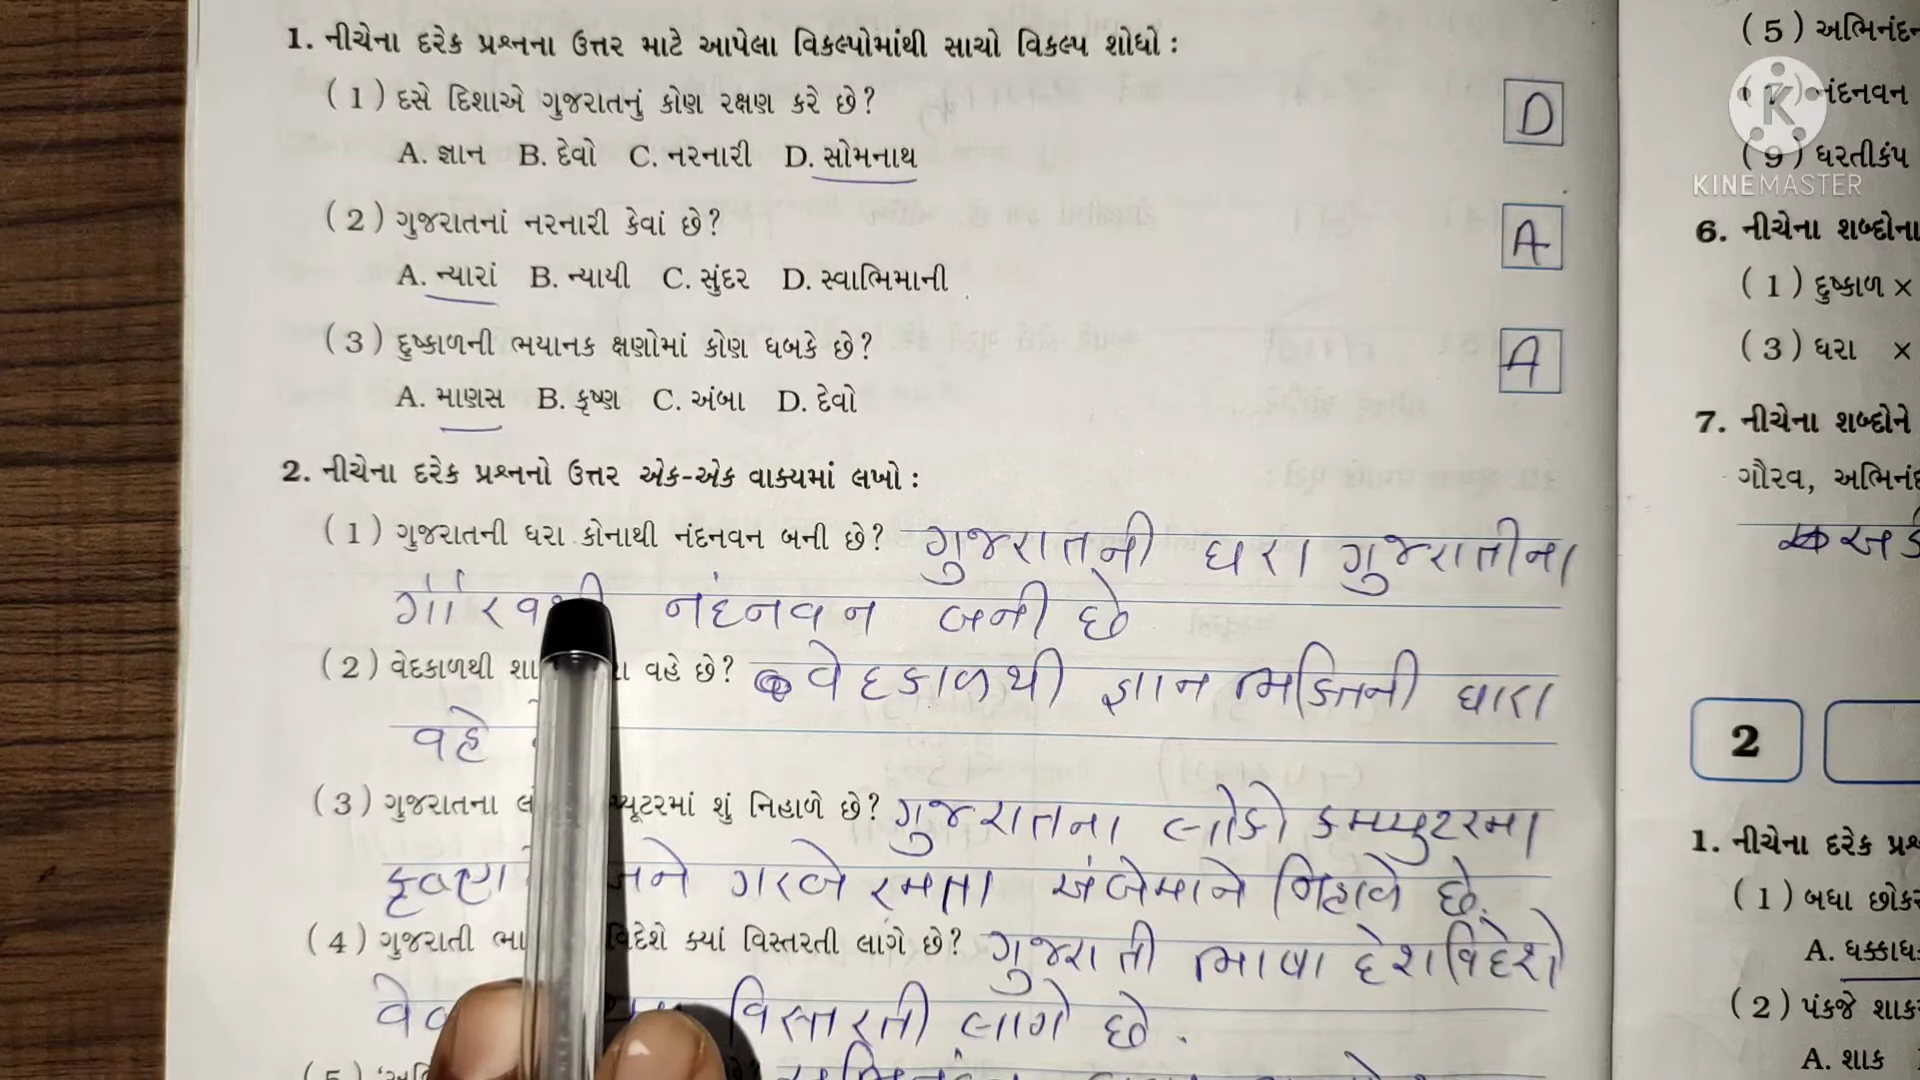 1. નીચેના દરેક પ્રશ્નના ઉત્તર માટે આપેલા વિકલ્પોમાંથી સાચો વિકલ્પ શોધો :
( 1 ) દસે દિશાએ ગુજરાતનું કોણ રક્ષણ કરે છે?
D
A. જ્ઞાન B. દેવો C. નરનારી D. સોમનાથ
( 2 ) ગુજરાતનાં નરનારી કેવાં છે?
A
A. ન્યારાં B. ન્યાયી C. સુંદર D. સ્વાભિમાની
( 3 ) દુષ્કાળની ભયાનક ક્ષણોમાં કોણ ધબકે છે?
A
A. માણસ B. કૃષ્ણ C. અંબા D. દેવો
2. નીચેના દરેક પ્રશ્નનો ઉત્તર એક-એક વાક્યમાં લખો :
( 1 ) ગુજરાતની ધરા કોનાથી નંદનવન બની છે? ગુજરાતની ધરા ગુજરાતીના
ગૌરવથી નંદનવન બની છે
( 2 ) વેદકાળથી વહે છે? વેદકાળથી જ્ઞાન ભક્તિની ધારા
વહે
( 3 ) ગુજરાતના નિહાળે છે? ગુજરાતના લોકો કમ્પ્યુટરમા
ગરબે રમતા અંબેમાને નિહાળે છે.
( 4 ) ગુજરાતી ક્યાં વિસ્તરતી લાગે છે? ગુજરાતી ભાષા દેશવિદેશે
વિસ્તરતી લાગે છે.
( 5 )
( 5 ) અભિનંદન
નંદનવન
KINEMASTER
( 9 ) ધરતીકંપ
6. નીચેના શબ્દોના
( 1 ) દુષ્કાળ ×
( 3 ) ધરા ×
7. નીચેના શબ્દોને
ગૌરવ,
2
1. નીચેના દરેક
( 1 ) બધા
A.
( 2 ) પંકજે
A. શાક